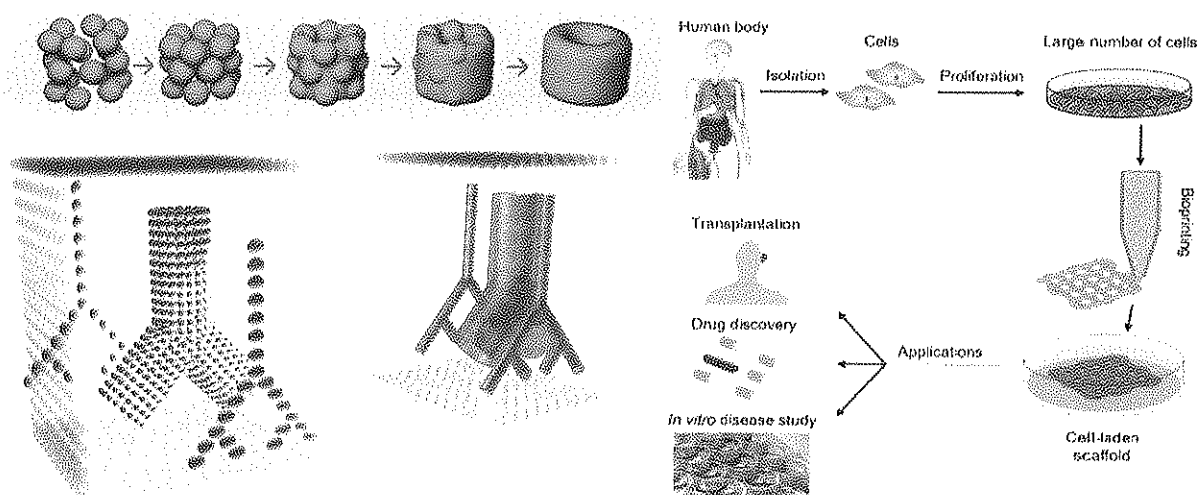 Human body
Cells
Large number of cells
Isolation
Proliferation
Bioprinting
Transplantation
Drug discovery
Applications
In vitro disease study
Cell-laden
scaffold